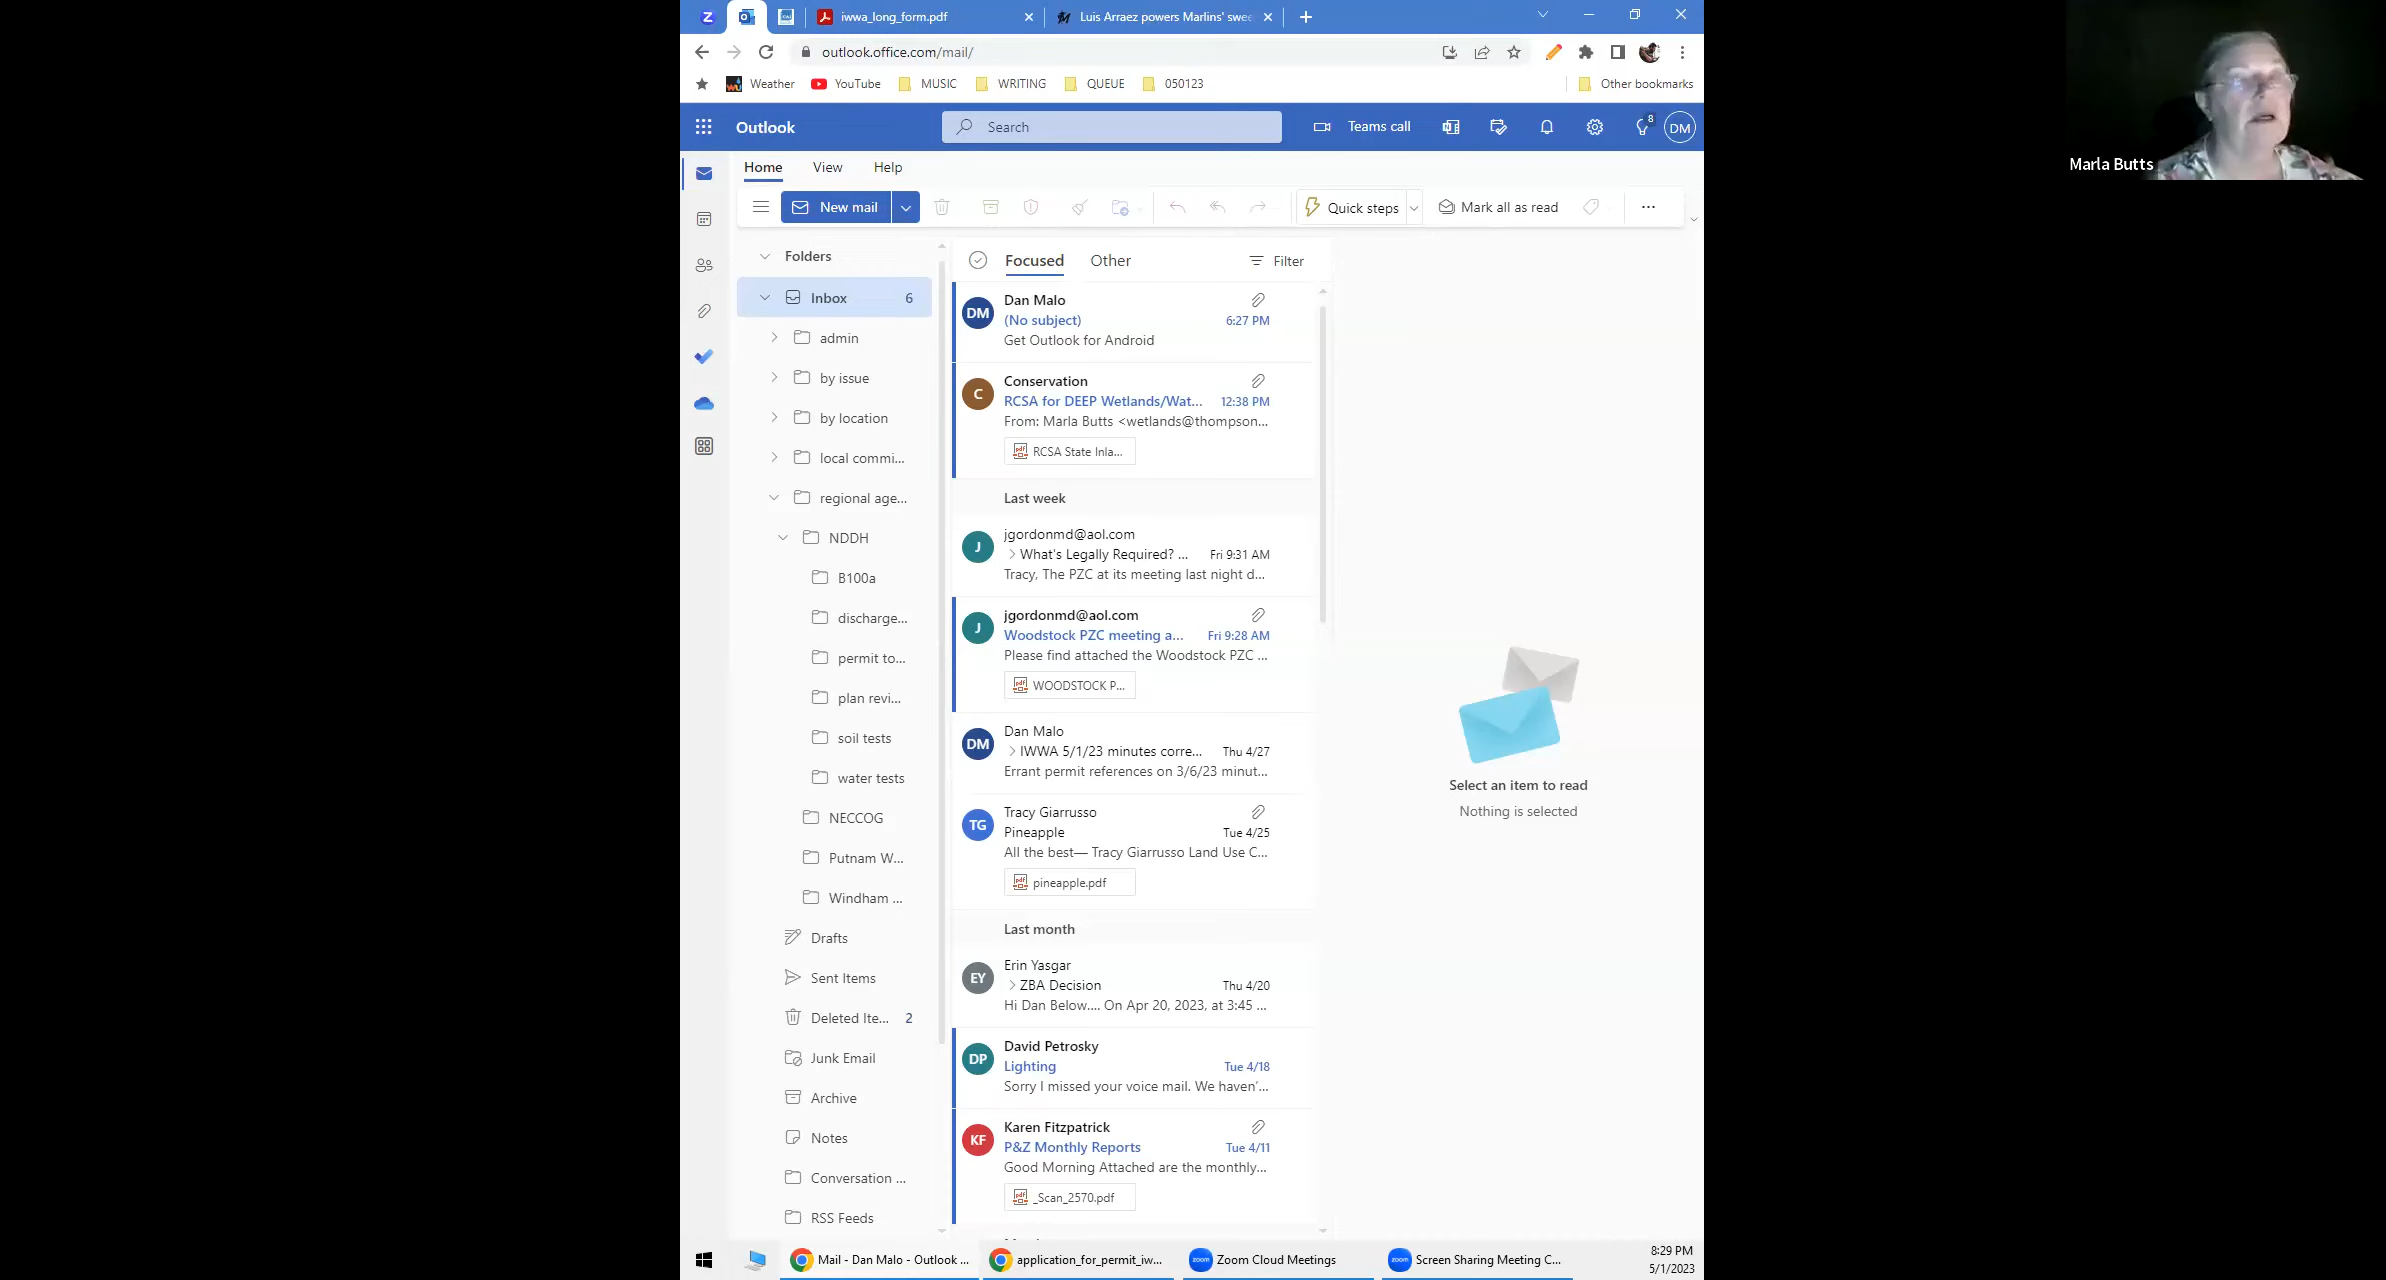 iwwa_long_form.pdf
Luis Arraez powers Marlins' swee
outlook.office.com/mail/
Weather
YouTube
MUSIC
WRITING
QUEUE
050123
Other bookmarks
Outlook
Search
Teams call
8
DM
Marla Butts
Home
View
Help
New mail
Quick steps
Mark all as read
Folders
Inbox 6
admin
by issue
by location
local commi...
regional age...
NDDH
B100a
discharge...
permit to...
plan revi...
soil tests
water tests
NECCOG
Putnam W...
Windham ...
Drafts
Sent Items
Deleted Ite... 2
Junk Email
Archive
Notes
Conversation ...
RSS Feeds
Focused
Other
Filter
DM
Dan Malo
(No subject) 6:27 PM
Get Outlook for Android
C
Conservation
RCSA for DEEP Wetlands/Wat... 12:38 PM
From: Marla Butts <wetlands@thompson...
RCSA State Inla...
Last week
J
jgordonmd@aol.com
What's Legally Required? ... Fri 9:31 AM
Tracy, The PZC at its meeting last night d...
J
jgordonmd@aol.com
Woodstock PZC meeting a... Fri 9:28 AM
Please find attached the Woodstock PZC ...
WOODSTOCK P...
DM
Dan Malo
IWWA 5/1/23 minutes corre... Thu 4/27
Errant permit references on 3/6/23 minut...
TG
Tracy Giarrusso
Pineapple Tue 4/25
All the best— Tracy Giarrusso Land Use C...
pineapple.pdf
Last month
EY
Erin Yasgar
ZBA Decision Thu 4/20
Hi Dan Below.... On Apr 20, 2023, at 3:45 ...
DP
David Petrosky
Lighting Tue 4/18
Sorry I missed your voice mail. We haven'...
KF
Karen Fitzpatrick
P&Z Monthly Reports Tue 4/11
Good Morning Attached are the monthly...
_Scan_2570.pdf
Select an item to read
Nothing is selected
Mail - Dan Malo - Outlook ...
application_for_permit_iw...
zoom
Zoom Cloud Meetings
zoom
Screen Sharing Meeting C...
8:29 PM
5/1/2023